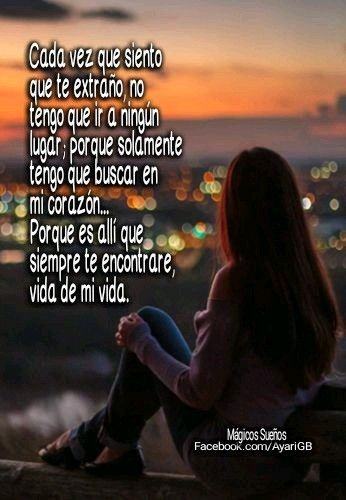 Cada vez que siento
que te extraño, no
tengo que ir a ningún
lugar; porque solamente
tengo que buscar en
mi corazón...
Porque es allí que
siempre te encontrare,
vida de mi vida.
Mágicos Sueños
Facebook.com/AyariGB